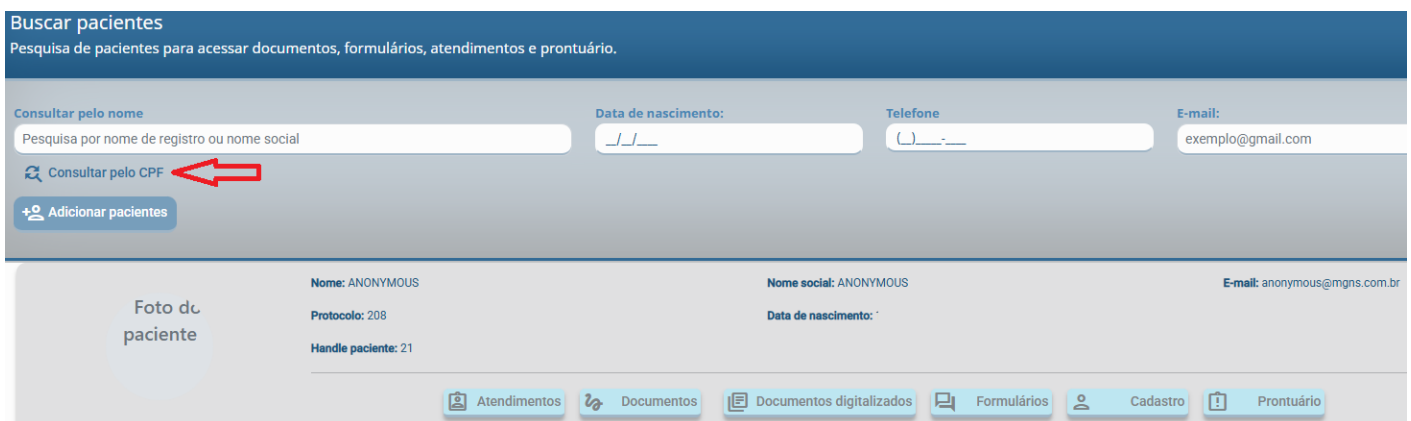 Buscar pacientes
Pesquisa de pacientes para acessar documentos, formulários, atendimentos e prontuário.
Consultar pelo nome
Data de nascimento:
Telefone
E-mail:
Pesquisa por nome de registro ou nome social
__/__/____
(__)____-____
exemplo@gmail.com
Consultar pelo CPF
Adicionar pacientes
Foto do
paciente
Nome: ANONYMOUS
Nome social: ANONYMOUS
E-mail: anonymous@mgns.com.br
Protocolo: 208
Data de nascimento:
Handle paciente: 21
Atendimentos
Documentos
Documentos digitalizados
Formulários
Cadastro
Prontuário